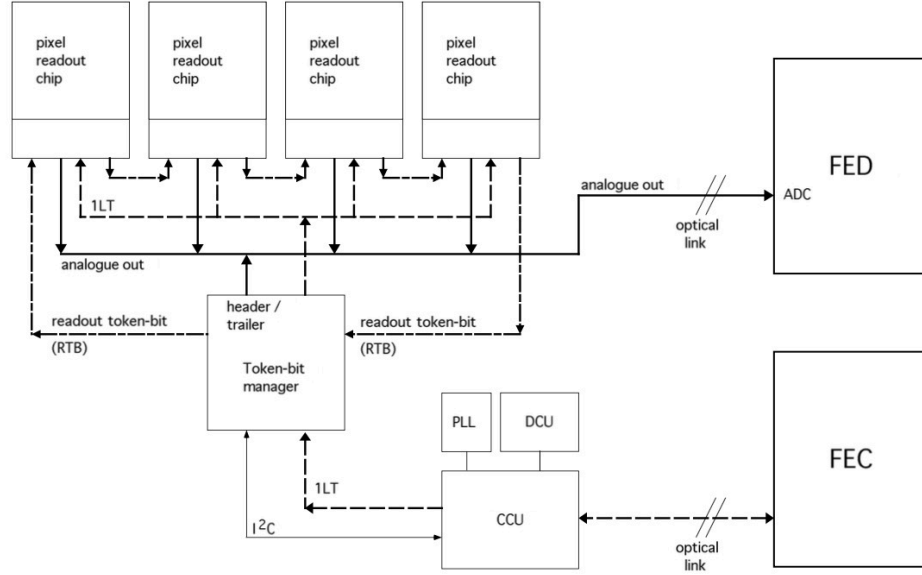 pixel
readout
chip
pixel
readout
chip
pixel
readout
chip
pixel
readout
chip
FED
ADC
analogue out
optical
link
1LT
analogue out
header /
trailer
readout token-bit
(RTB)
readout token-bit
(RTB)
Token-bit
manager
PLL
DCU
FEC
1LT
CCU
I²C
optical
link